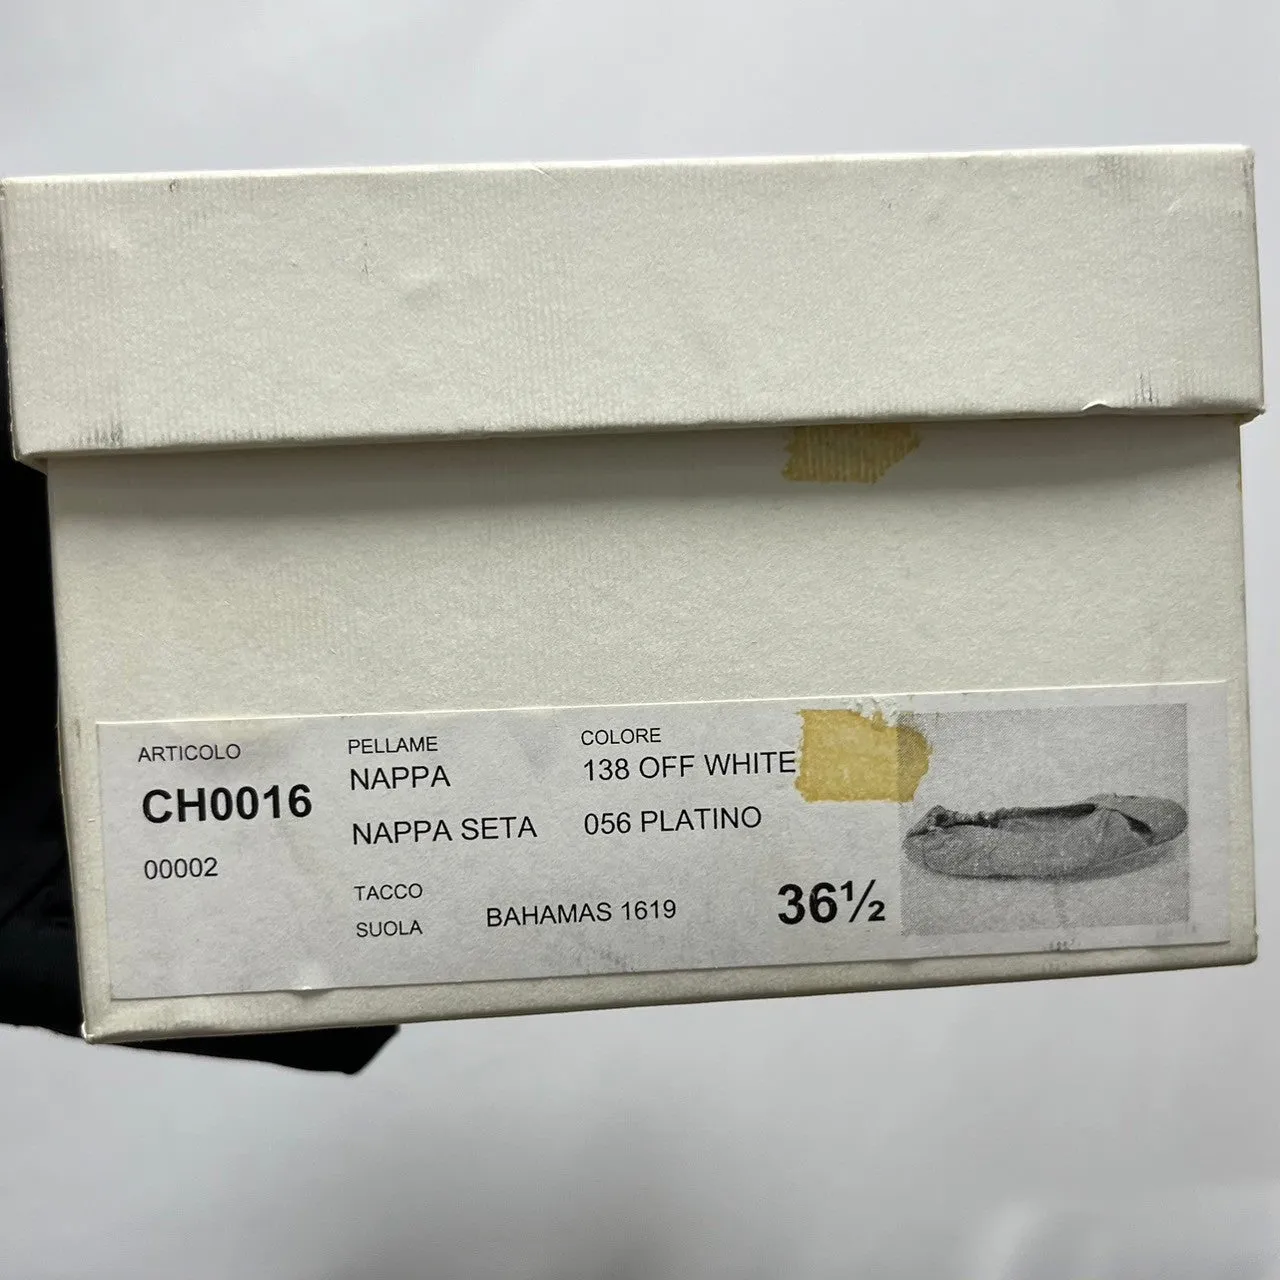 ARTICOLO
CH0016
00002
PELLAME
NAPPA
NAPPA SETA
COLORE
138 OFF WHITE
056 PLATINO
TACCO
SUOLA BAHAMAS 1619
36½